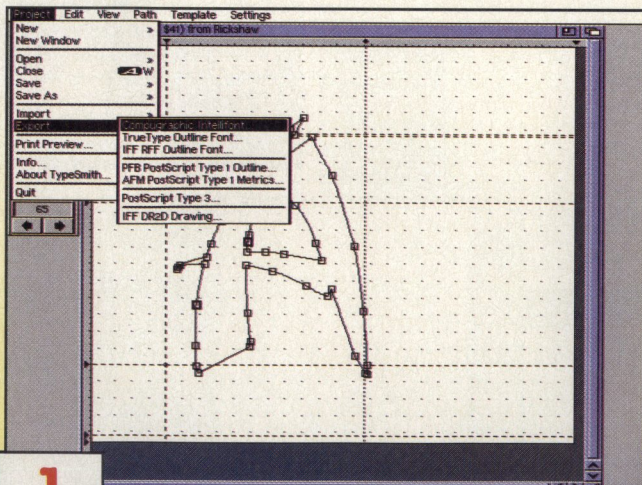 Project Edit View Path Template Settings
New »
New Window
Open »
Close W
Save »
Save As »
Import »
Export
Print Preview...
Info...
About TypeSmith...
Quit
$41) from Rickshaw
Compugraphic Intellifont...
TrueType Outline Font...
IFF RFF Outline Font...
PFB PostScript Type 1 Outline...
AFM PostScript Type 1 Metrics...
PostScript Type 3...
IFF DR2D Drawing...
65
1